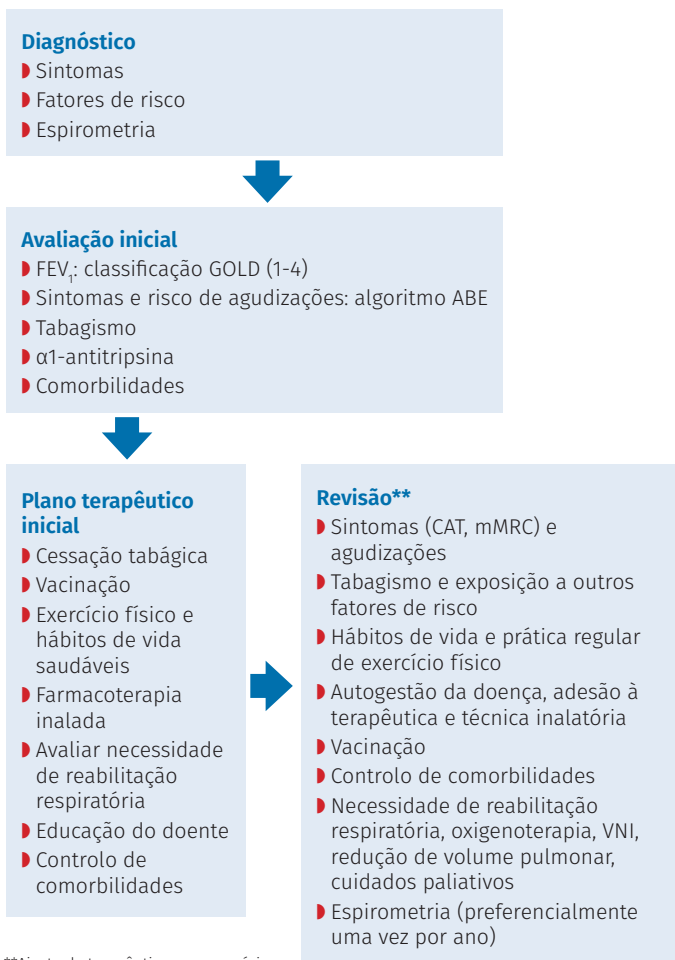 Diagnóstico
Sintomas
Fatores de risco
Espirometria
Avaliação inicial
FEV₁: classificação GOLD (1-4)
Sintomas e risco de agudizações: algoritmo ABE
Tabagismo
α1-antitripsina
Comorbilidades
Plano terapêutico
inicial
Cessação tabágica
Vacinação
Exercício físico e
hábitos de vida
saudáveis
Farmacoterapia
inalada
Avaliar necessidade
de reabilitação
respiratória
Educação do doente
Controlo de
comorbilidades
Revisão**
Sintomas (CAT, mMRC) e
agudizações
Tabagismo e exposição a outros
fatores de risco
Hábitos de vida e prática regular
de exercício físico
Autogestão da doença, adesão à
terapêutica e técnica inalatória
Vacinação
Controlo de comorbilidades
Necessidade de reabilitação
respiratória, oxigenoterapia, VNI,
redução de volume pulmonar,
cuidados paliativos
Espirometria (preferencialmente
uma vez por ano)